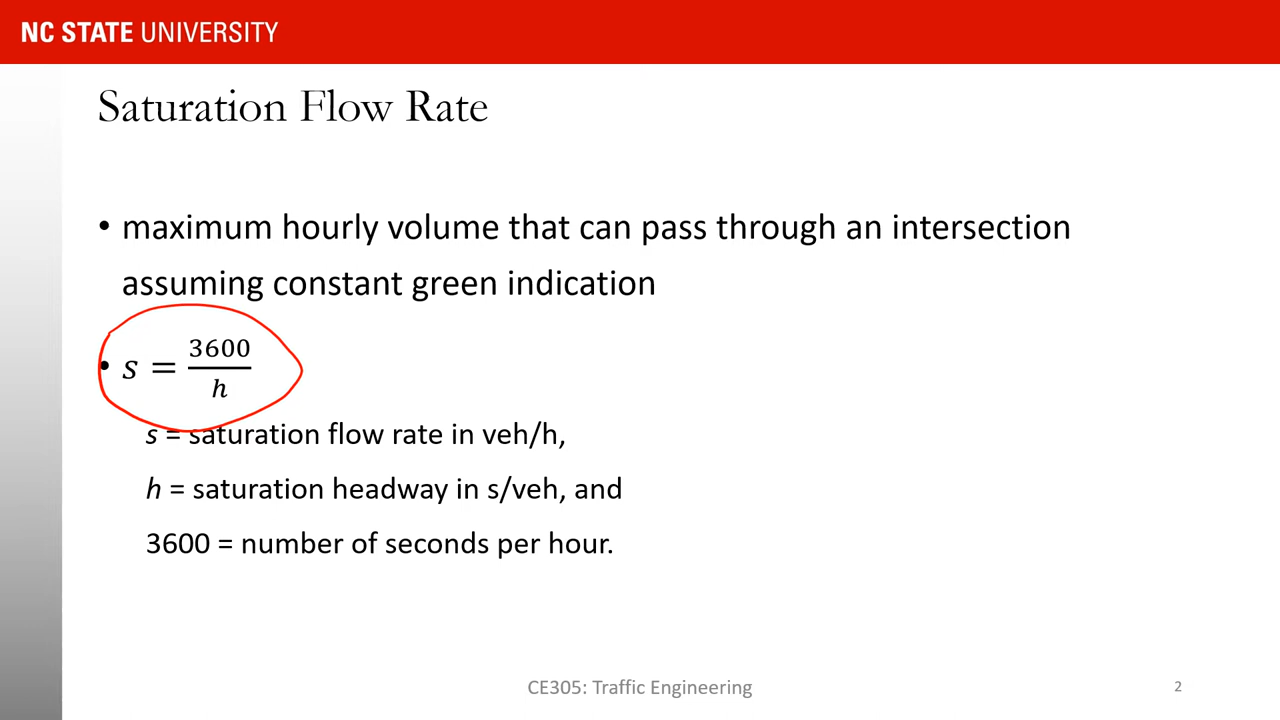 NC STATE UNIVERSITY
Saturation Flow Rate
• maximum hourly volume that can pass through an intersection
assuming constant green indication
• s = 3600/h
s = saturation flow rate in veh/h,
h = saturation headway in s/veh, and
3600 = number of seconds per hour.
CE305: Traffic Engineering
2